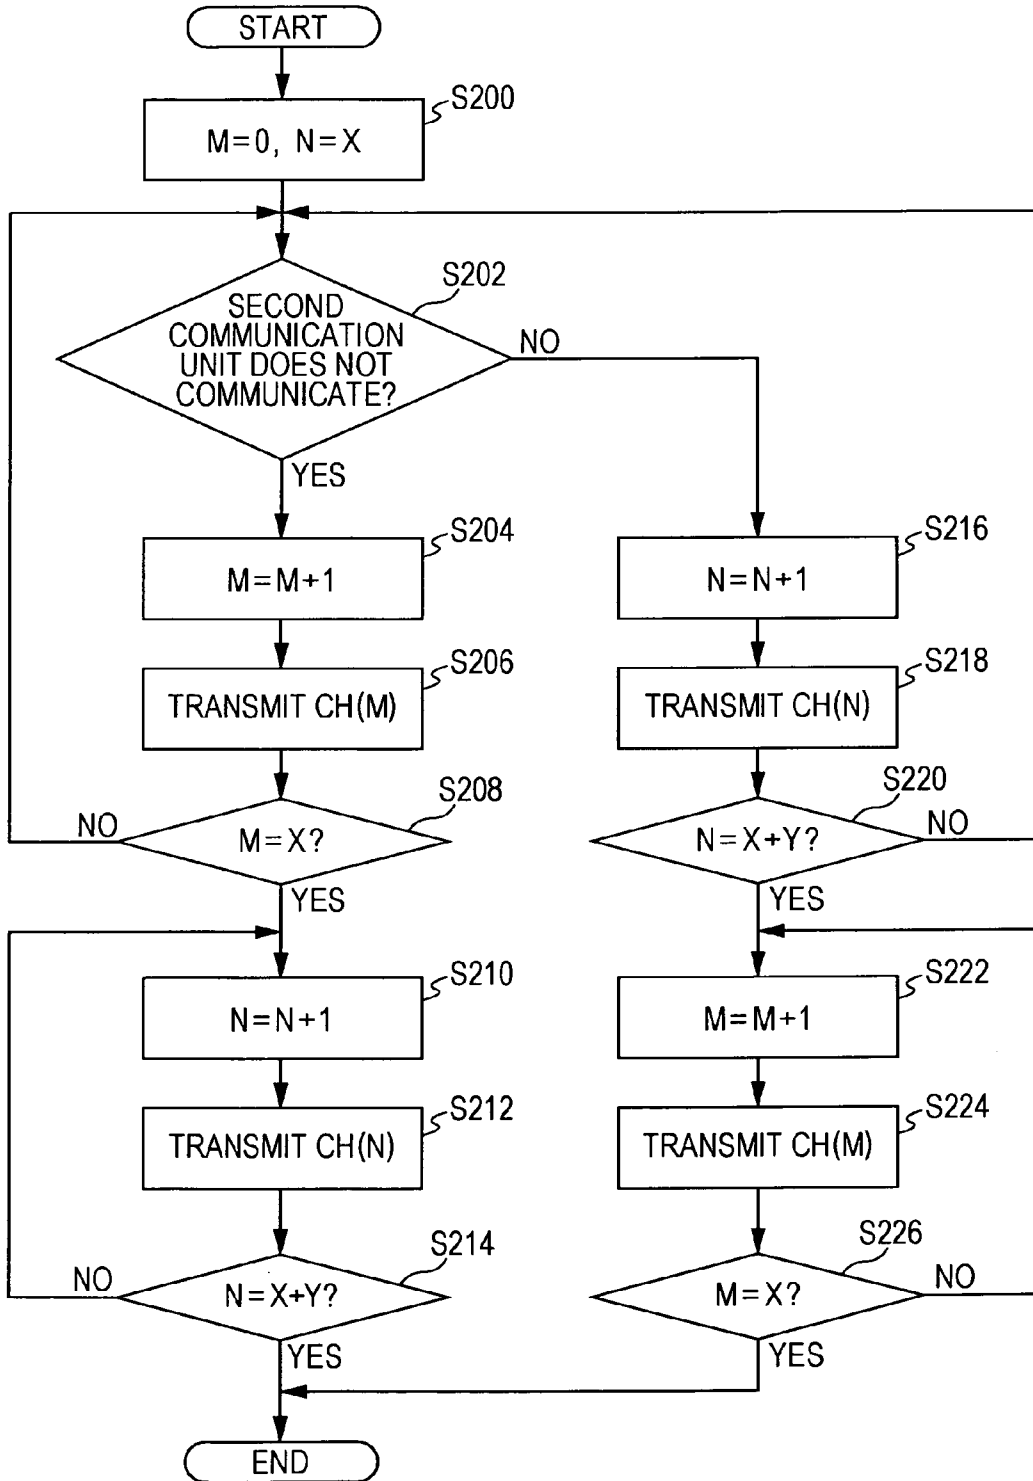 START
S200
M=0, N=X
S202
SECOND
COMMUNICATION
UNIT DOES NOT
COMMUNICATE?
NO
YES
S204
M=M+1
S216
N=N+1
S206
TRANSMIT CH(M)
S218
TRANSMIT CH(N)
S208
NO
M=X?
YES
S220
N=X+Y?
NO
YES
S210
N=N+1
S222
M=M+1
S212
TRANSMIT CH(N)
S224
TRANSMIT CH(M)
S214
NO
N=X+Y?
YES
S226
M=X?
NO
YES
END